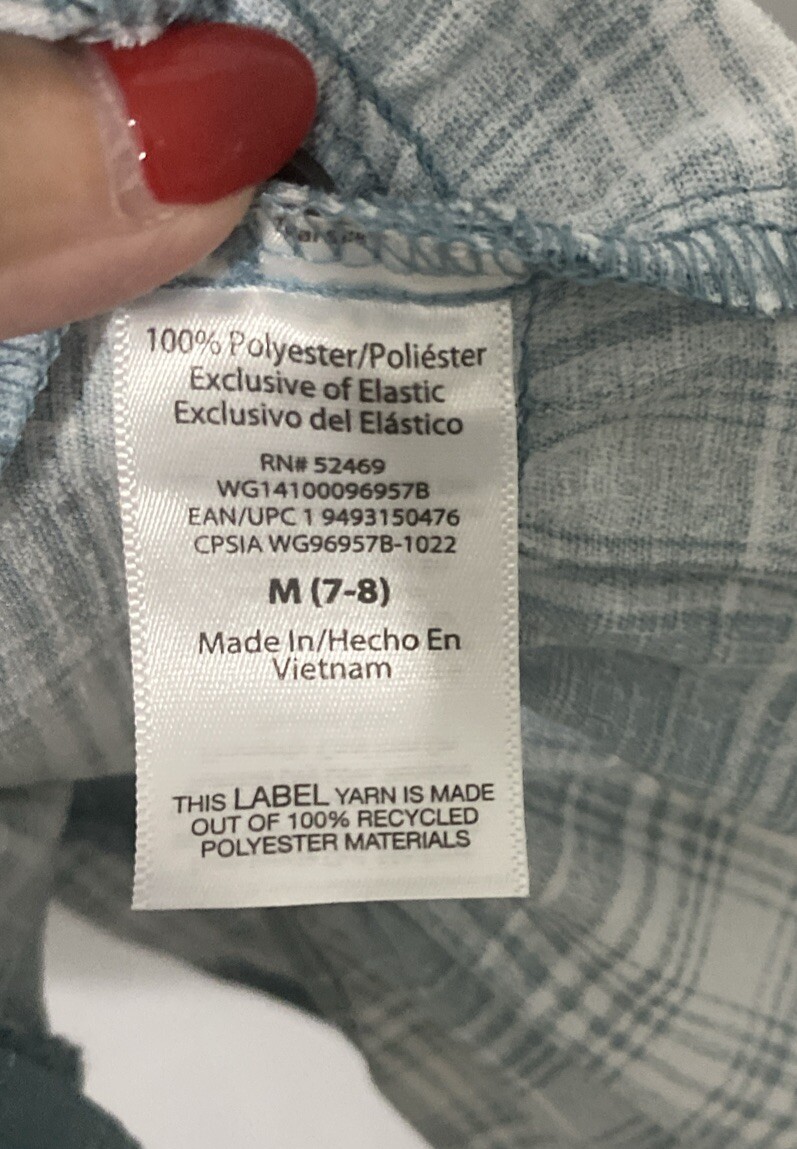 100% Polyester/Poliéster
Exclusive of Elastic
Exclusivo del Elástico
RN# 52469
WG14100096957B
EAN/UPC 1 9493150476
CPSIA WG96957B-1022
M (7-8)
Made In/Hecho En
Vietnam
THIS LABEL YARN IS MADE
OUT OF 100% RECYCLED
POLYESTER MATERIALS